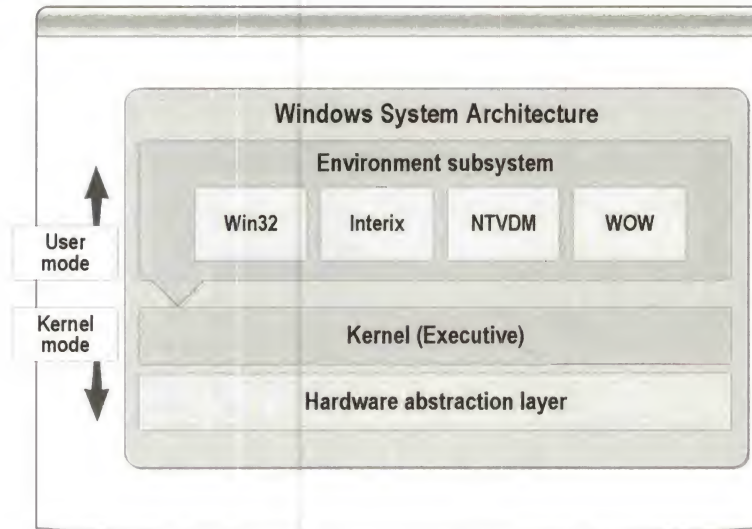 Windows System Architecture
Environment subsystem
Win32
Interix
NTVDM
WOW
User
mode
Kernel
mode
Kernel (Executive)
Hardware abstraction layer